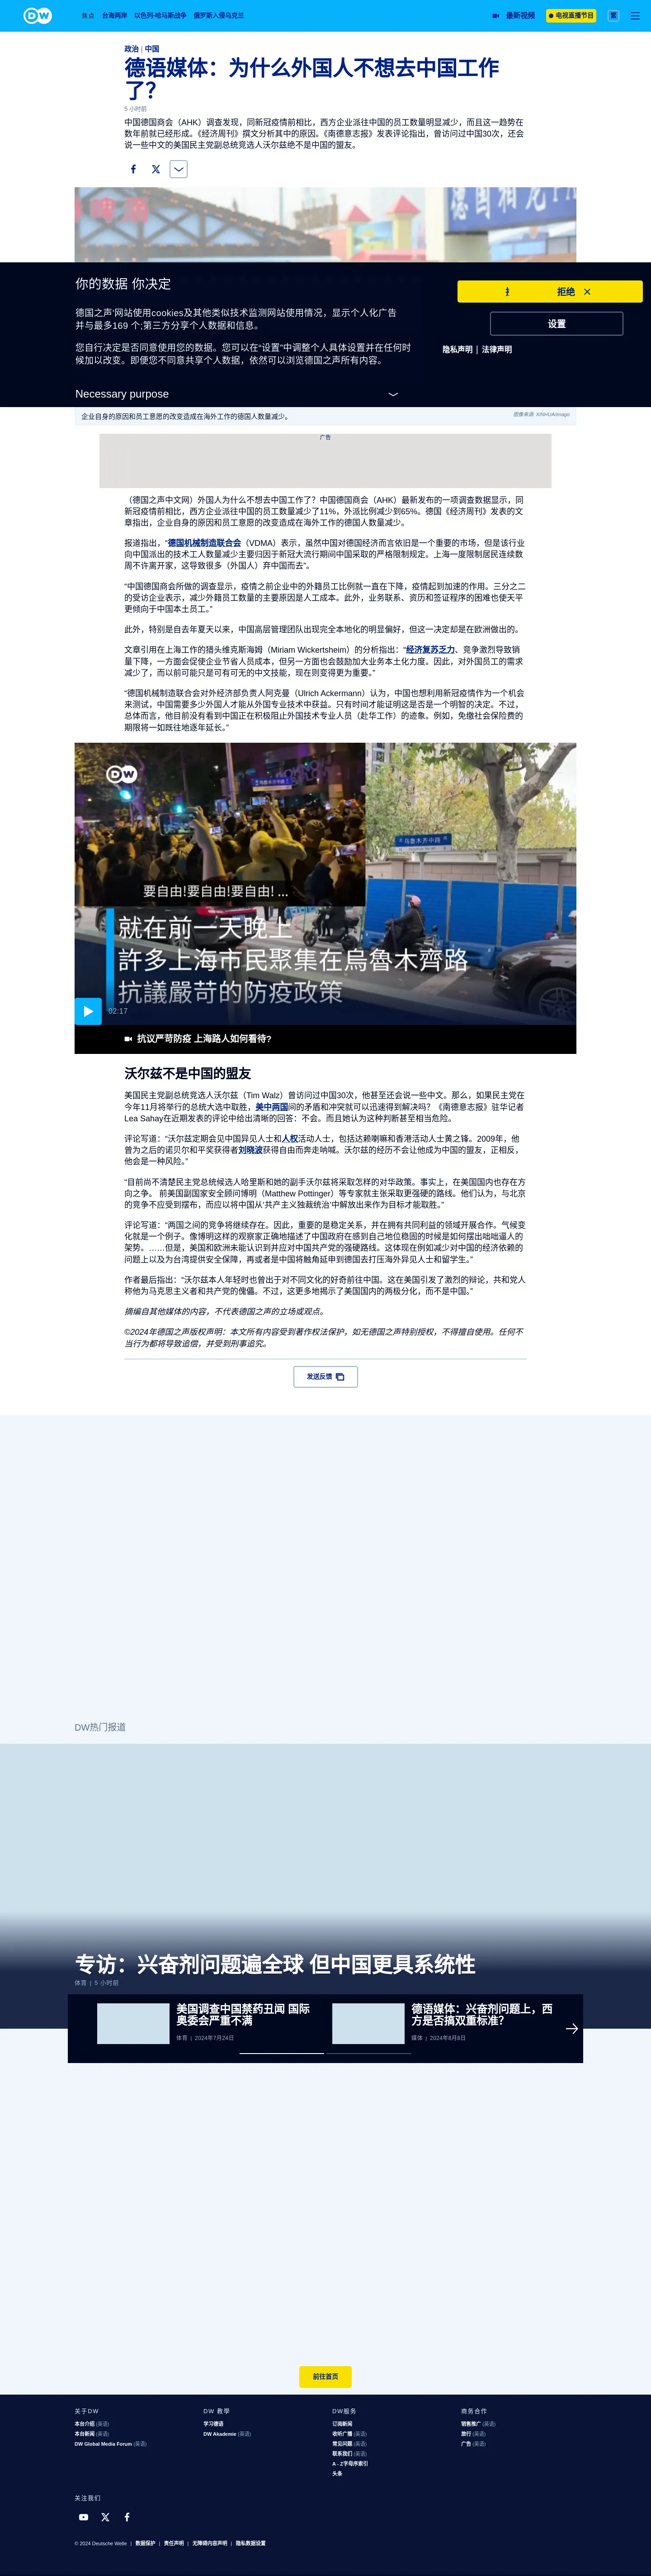 DW
焦点 台海两岸 以色列-哈马斯战争 俄罗斯入侵乌克兰 最新视频 电视直播节目 繁
政治 | 中国
德语媒体：为什么外国人不想去中国工作
了？
5 小时前
中国德国商会（AHK）调查发现，同新冠疫情前相比，西方企业派往中国的员工数量明显减少，而且这一趋势在
数年前就已经形成。《经济周刊》撰文分析其中的原因。《南德意志报》发表评论指出，曾访问过中国30次，还会
说一些中文的美国民主党副总统竞选人沃尔兹绝不是中国的盟友。
你的数据 你决定
德国之声'网站使用cookies及其他类似技术监测网站使用情况，显示个人化广告
并与最多169 个;第三方分享个人数据和信息。
您自行决定是否同意使用您的数据。您可以在“设置”中调整个人具体设置并在任何时
候加以改变。即便您不同意共享个人数据，依然可以浏览德国之声所有内容。
Necessary purpose
拒绝
设置
隐私声明 | 法律声明
企业自身的原因和员工意愿的改变造成在海外工作的德国人数量减少。
图像来源: XINHUA/imago
广告
（德国之声中文网）外国人为什么不想去中国工作了？中国德国商会（AHK）最新发布的一项调查数据显示，同
新冠疫情前相比，西方企业派往中国的员工数量减少了11%，外派比例减少到65%。德国《经济周刊》发表的文
章指出，企业自身的原因和员工意愿的改变造成在海外工作的德国人数量减少。
报道指出，“德国机械制造联合会（VDMA）表示，虽然中国对德国经济而言依旧是一个重要的市场，但是该行业
向中国派出的技术工人数量减少主要归因于新冠大流行期间中国采取的严格限制规定。上海一度限制居民连续数
周不许离开家，这导致很多（外国人）弃中国而去”。
“中国德国商会所做的调查显示，疫情之前企业中的外籍员工比例就一直在下降，疫情起到加速的作用。三分之二
的受访企业表示，减少外籍员工数量的主要原因是人工成本。此外，业务联系、资历和签证程序的困难也使天平
更倾向于中国本土员工。”
此外，特别是自去年夏天以来，中国高层管理团队出现完全本地化的明显偏好，但这一决定却是在欧洲做出的。
文章引用在上海工作的猎头维克斯海姆（Miriam Wickertsheim）的分析指出：“经济复苏乏力、竞争激烈导致销
量下降，一方面会促使企业节省人员成本，但另一方面也会鼓励加大业务本土化力度。因此，对外国员工的需求
减少了，而以前可能只是可有可无的中文技能，现在则变得更为重要。”
“德国机械制造联合会对外经济部负责人阿克曼（Ulrich Ackermann）认为，中国也想利用新冠疫情作为一个机会
来测试，中国需要多少外国人才能从外国专业技术中获益。只有时间才能证明这是否是一个明智的决定。不过，
总体而言，他目前没有看到中国正在积极阻止外国技术专业人员（赴华工作）的迹象。例如，免缴社会保险费的
期限将一如既往地逐年延长。”
DW
要自由!要自由!要自由! ...
就在前一天晚上
許多上海市民聚集在烏魯木齊路
抗議嚴苛的防疫政策
02:17
抗议严苛防疫 上海路人如何看待?
沃尔兹不是中国的盟友
美国民主党副总统竞选人沃尔兹（Tim Walz）曾访问过中国30次，他甚至还会说一些中文。那么，如果民主党在
今年11月将举行的总统大选中取胜，美中两国间的矛盾和冲突就可以迅速得到解决吗？《南德意志报》驻华记者
Lea Sahay在近期发表的评论中给出清晰的回答：不会。而且她认为这种判断甚至相当危险。
评论写道：“沃尔兹定期会见中国异见人士和人权活动人士，包括达赖喇嘛和香港活动人士黄之锋。2009年，他
曾为之后的诺贝尔和平奖获得者刘晓波获得自由而奔走呐喊。沃尔兹的经历不会让他成为中国的盟友，正相反，
他会是一种风险。”
“目前尚不清楚民主党总统候选人哈里斯和她的副手沃尔兹将采取怎样的对华政策。事实上，在美国国内也存在方
向之争。 前美国副国家安全顾问博明（Matthew Pottinger）等专家就主张采取更强硬的路线。他们认为，与北京
的竞争不应受到摆布，而应以将中国从‘共产主义独裁统治’中解放出来作为目标才能取胜。”
评论写道：“两国之间的竞争将继续存在。因此，重要的是稳定关系，并在拥有共同利益的领域开展合作。气候变
化就是一个例子。像博明这样的观察家正确地描述了中国政府在感到自己地位稳固的时候是如何摆出咄咄逼人的
架势。……但是，美国和欧洲未能认识到并应对中国共产党的强硬路线。这体现在例如减少对中国的经济依赖的
问题上以及为台湾提供安全保障，再或者是中国将触角延申到德国去打压海外异见人士和留学生。”
作者最后指出：“沃尔兹本人年轻时也曾出于对不同文化的好奇前往中国。这在美国引发了激烈的辩论，共和党人
称他为马克思主义者和共产党的傀儡。不过，这更多地揭示了美国国内的两极分化，而不是中国。”
摘编自其他媒体的内容，不代表德国之声的立场或观点。
©2024年德国之声版权声明：本文所有内容受到著作权法保护，如无德国之声特别授权，不得擅自使用。任何不
当行为都将导致追偿，并受到刑事追究。
发送反馈
DW热门报道
专访：兴奋剂问题遍全球 但中国更具系统性
体育 | 5 小时前
美国调查中国禁药丑闻 国际
奥委会严重不满
体育 | 2024年7月24日
德语媒体：兴奋剂问题上，西
方是否搞双重标准？
媒体 | 2024年8月8日
前往首页
关于DW
本台介绍 (英语)
本台新闻 (英语)
DW Global Media Forum (英语)
DW 教學
学习德语
DW Akademie (英语)
DW服务
订阅新闻
收听广播 (英语)
常见问题 (英语)
联系我们 (英语)
A - Z字母序索引
头条
商务合作
销售推广 (英语)
旅行 (英语)
广告 (英语)
关注我们
© 2024 Deutsche Welle | 数据保护 | 责任声明 | 无障碍内容声明 | 隐私数据设置